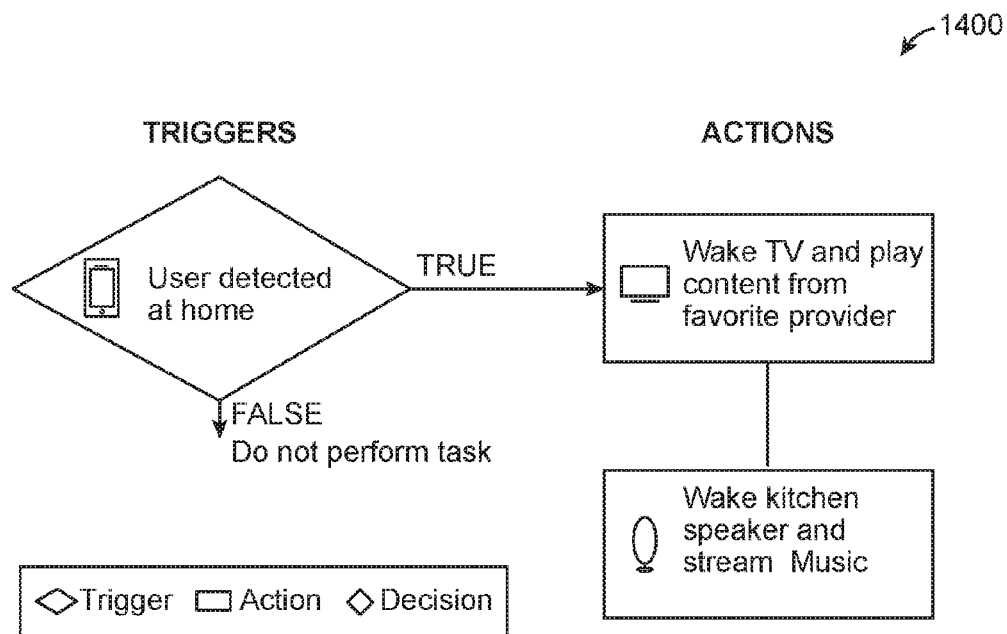 1400
TRIGGERS
ACTIONS
User detected
at home
TRUE
Wake TV and play
content from
favorite provider
FALSE
Do not perform task
Wake kitchen
speaker and
stream Music
Trigger Action Decision